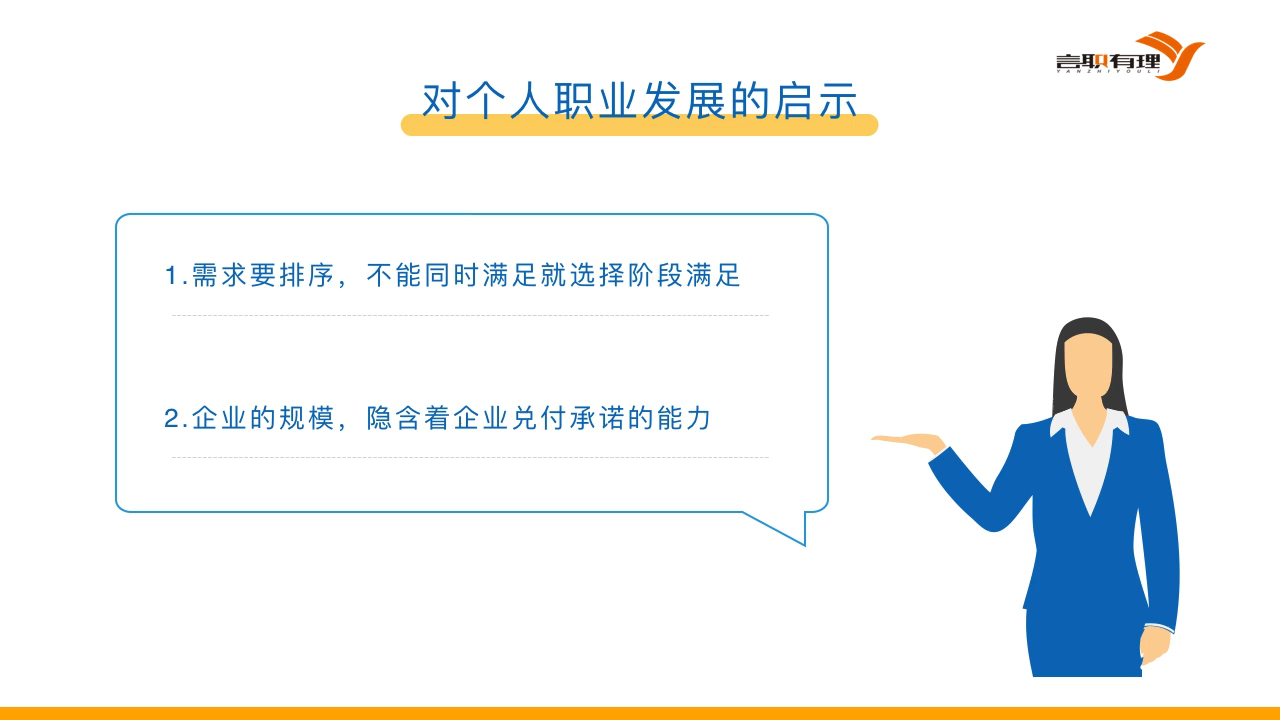 言职有理
YANZHIYOULI
对个人职业发展的启示
1.需求要排序，不能同时满足就选择阶段满足
2.企业的规模，隐含着企业兑付承诺的能力